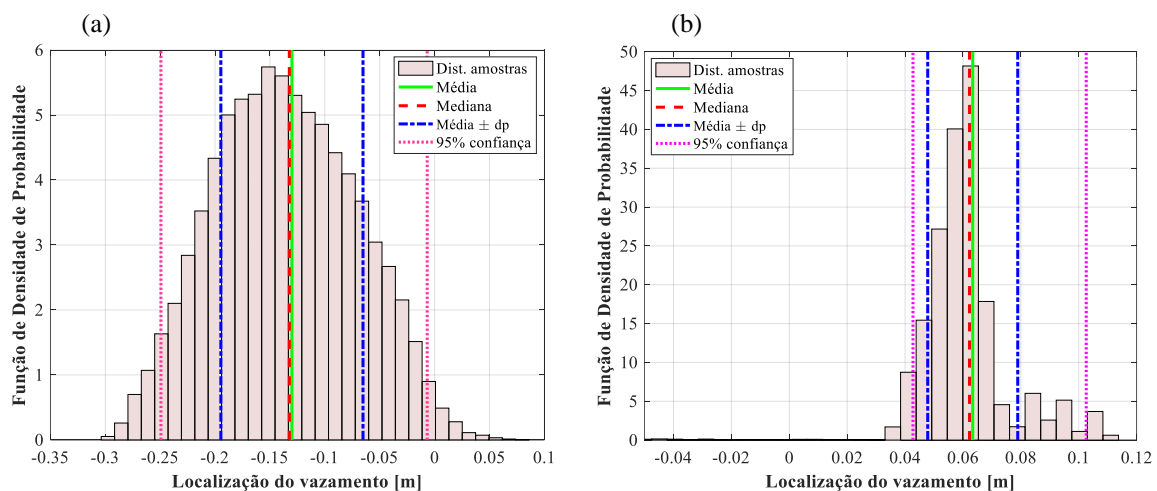 (a)
Função de Densidade de Probabilidade
6
5
4
3
2
1
0
-0.35 -0.3 -0.25 -0.2 -0.15 -0.1 -0.05 0 0.05 0.1
Localização do vazamento [m]
Dist. amostras
Média
Mediana
Média ± dp
95% confiança
(b)
Função de Densidade de Probabilidade
50
45
40
35
30
25
20
15
10
5
0
-0.04 -0.02 0 0.02 0.04 0.06 0.08 0.1 0.12
Localização do vazamento [m]
Dist. amostras
Média
Mediana
Média ± dp
95% confiança